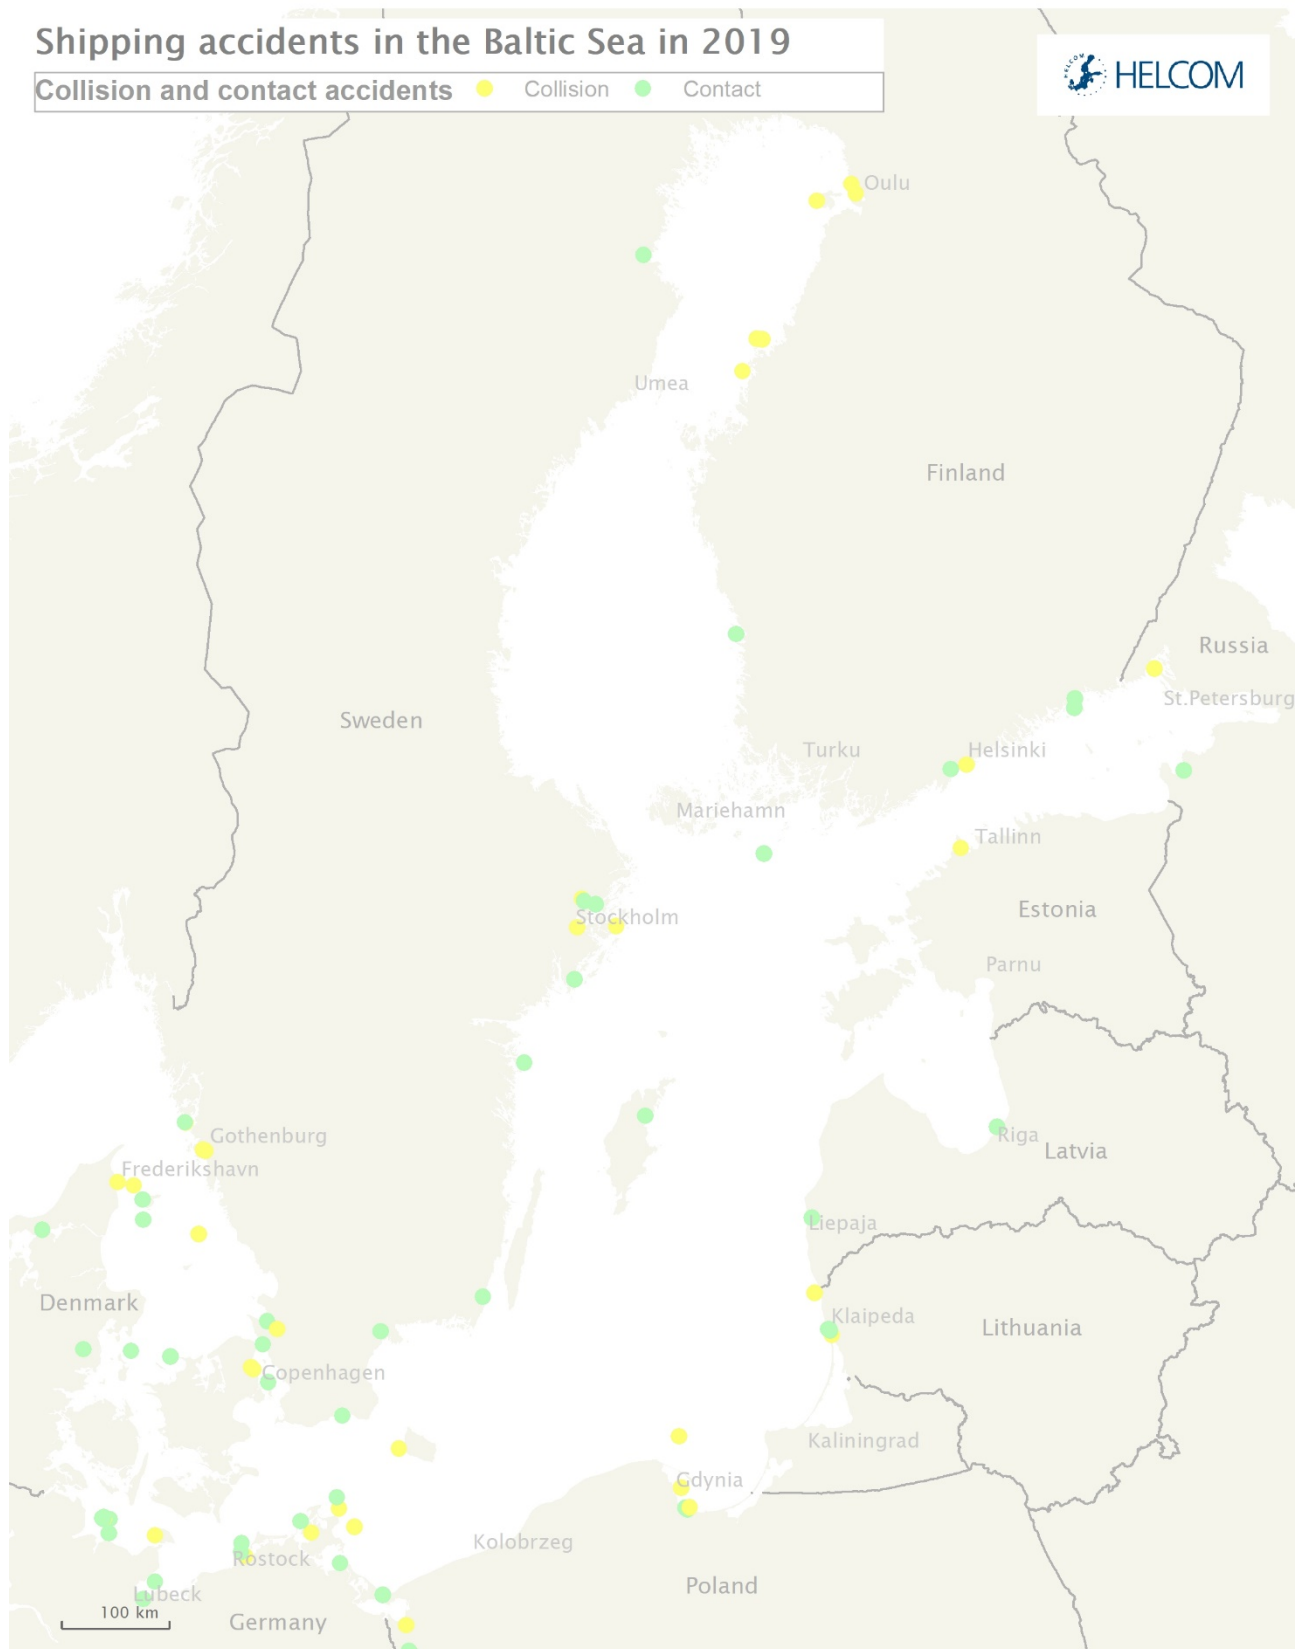 Shipping accidents in the Baltic Sea in 2019
HELCOM
Collision and contact accidents Collision Contact
HELCOM
Oulu
Umea
Finland
Russia
St.Petersburg
Sweden
Turku
Helsinki
Mariehamn
Tallinn
Stockholm
Estonia
Parnu
Gothenburg
Riga
Latvia
Frederikshavn
Liepaja
Denmark
Klaipeda
Lithuania
Copenhagen
Kaliningrad
Gdynia
Kolobrzeg
Rostock
Poland
Lubeck
100 km
Germany